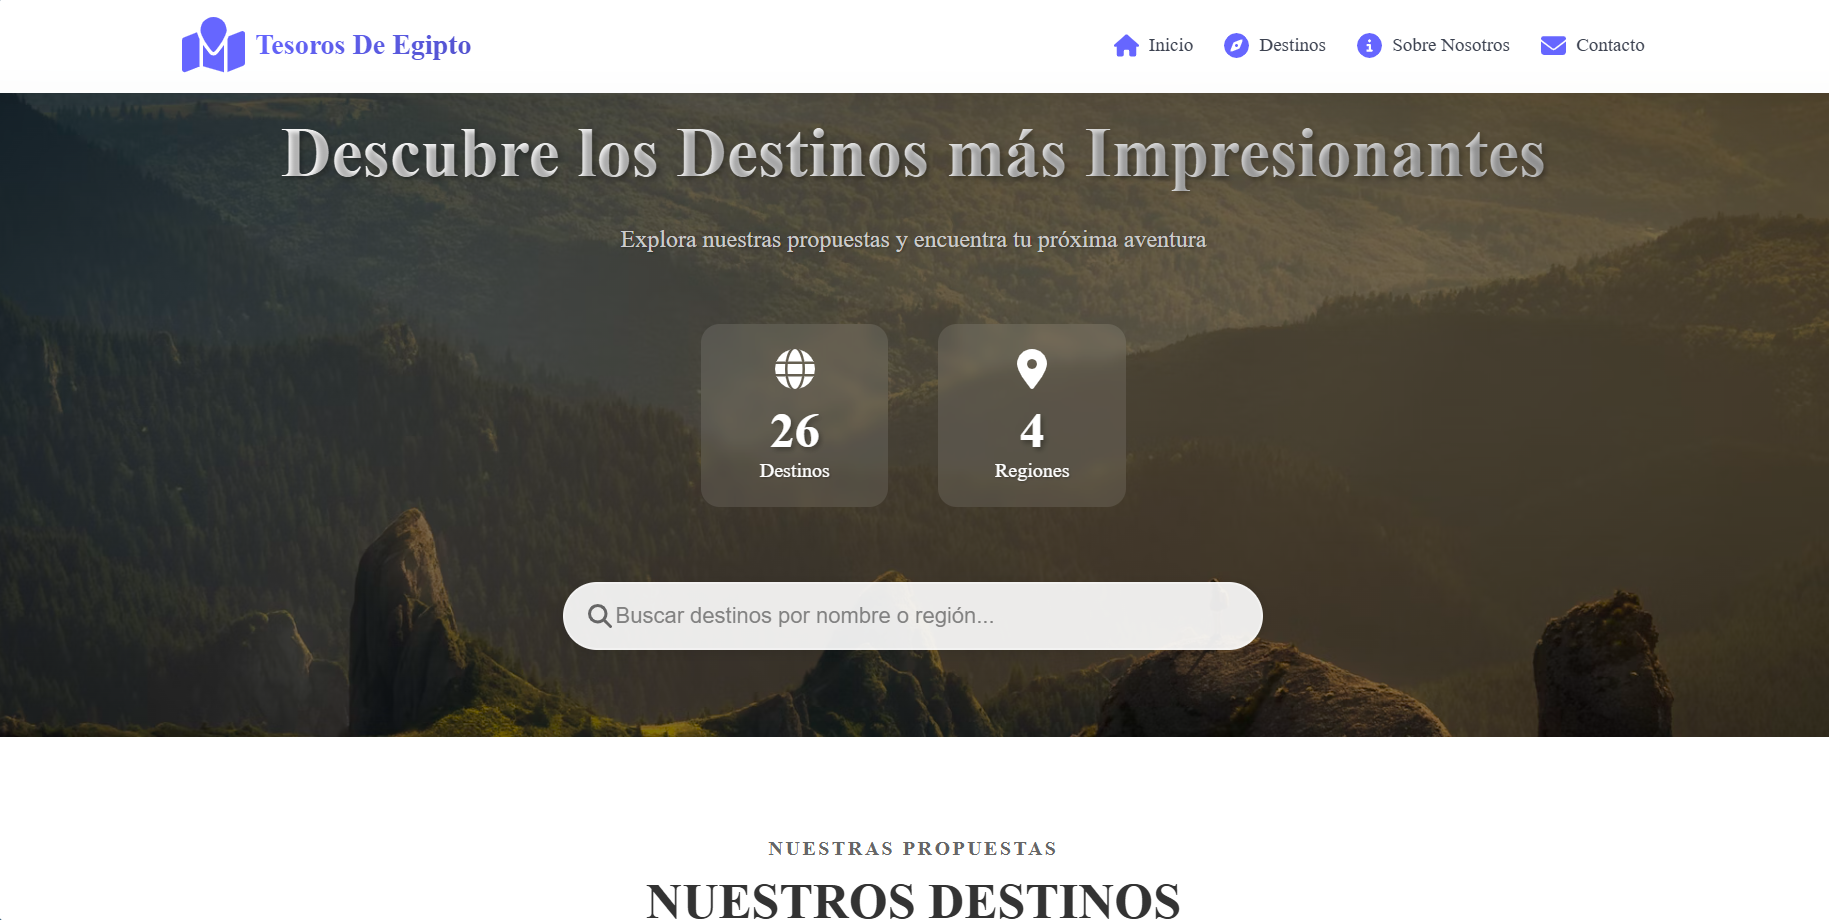 Tesoros De Egipto
Inicio
Destinos
Sobre Nosotros
Contacto
Descubre los Destinos más Impresionantes
Explora nuestras propuestas y encuentra tu próxima aventura
26
Destinos
4
Regiones
Buscar destinos por nombre o región...
NUESTRAS PROPUESTAS
NUESTROS DESTINOS